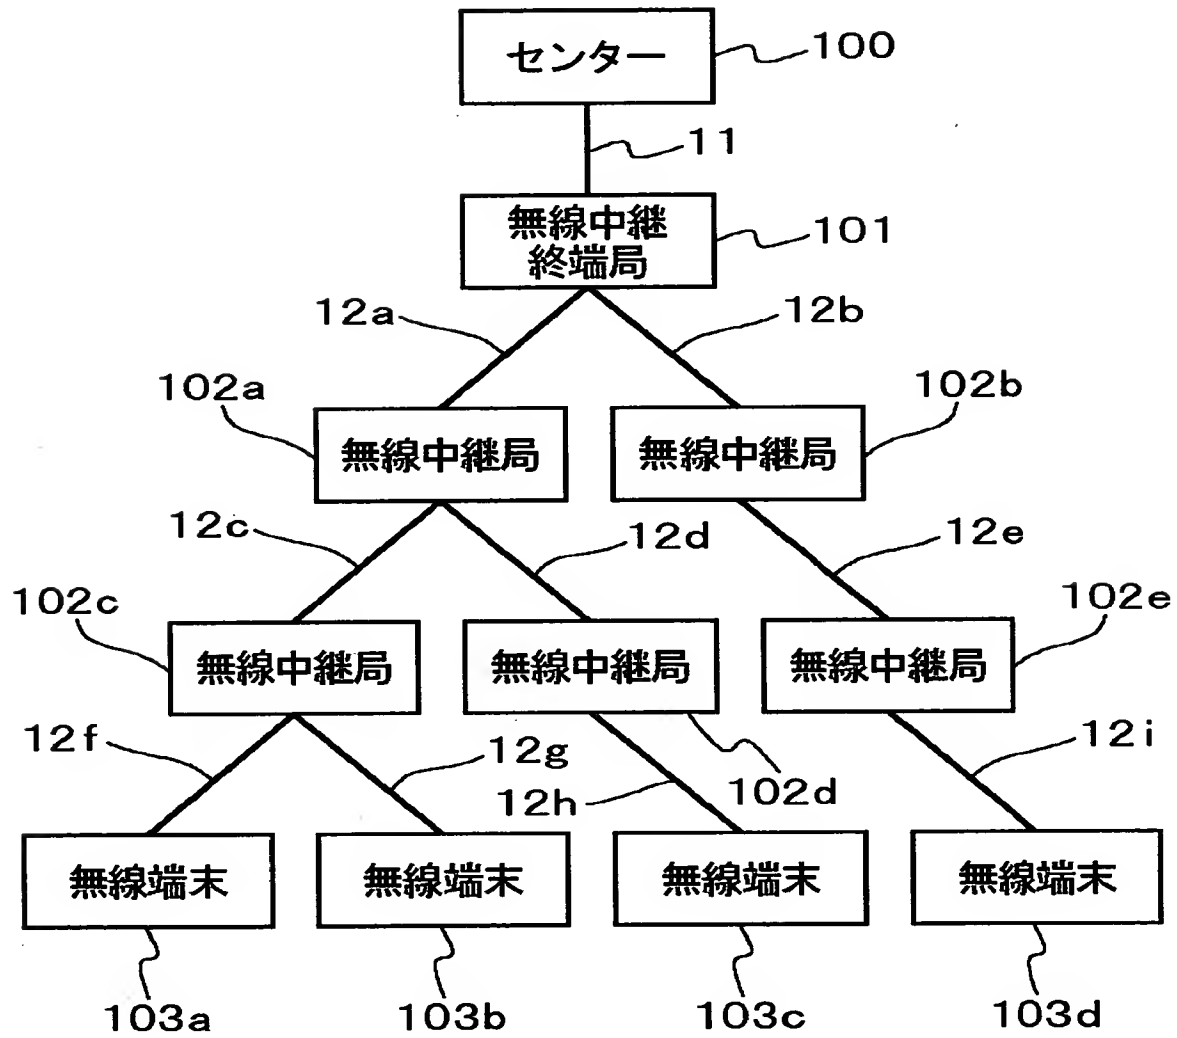 センター
100
11
無線中継
終端局
101
12a
12b
102a
102b
無線中継局
無線中継局
12c
12d
12e
102c
102e
無線中継局
無線中継局
無線中継局
12f
12g
12h
102d
12i
無線端末
無線端末
無線端末
無線端末
103a
103b
103c
103d